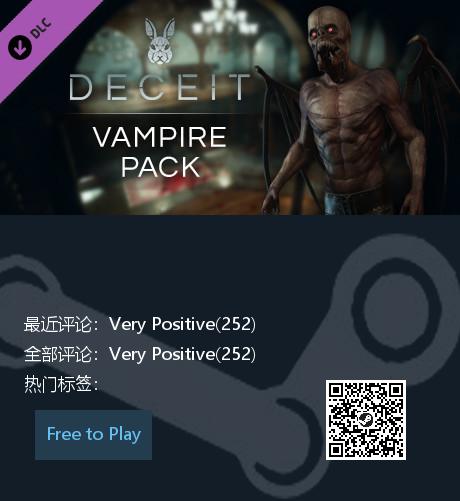 DLC
DECEIT
VAMPIRE
PACK
最近评论：Very Positive(252)
全部评论：Very Positive(252)
热门标签：
Free to Play